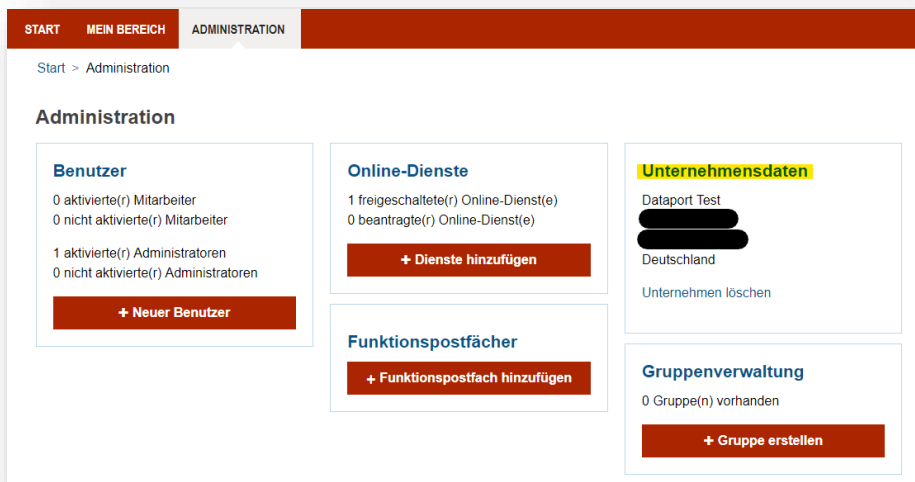 START MEIN BEREICH ADMINISTRATION
Start > Administration
Administration
Benutzer
0 aktivierte(r) Mitarbeiter
0 nicht aktivierte(r) Mitarbeiter
1 aktivierte(r) Administratoren
0 nicht aktivierte(r) Administratoren
+ Neuer Benutzer
Online-Dienste
1 freigeschaltete(r) Online-Dienst(e)
0 beantragte(r) Online-Dienst(e)
+ Dienste hinzufügen
Funktionspostfächer
+ Funktionspostfach hinzufügen
Unternehmensdaten
Dataport Test
Deutschland
Unternehmen löschen
Gruppenverwaltung
0 Gruppe(n) vorhanden
+ Gruppe erstellen